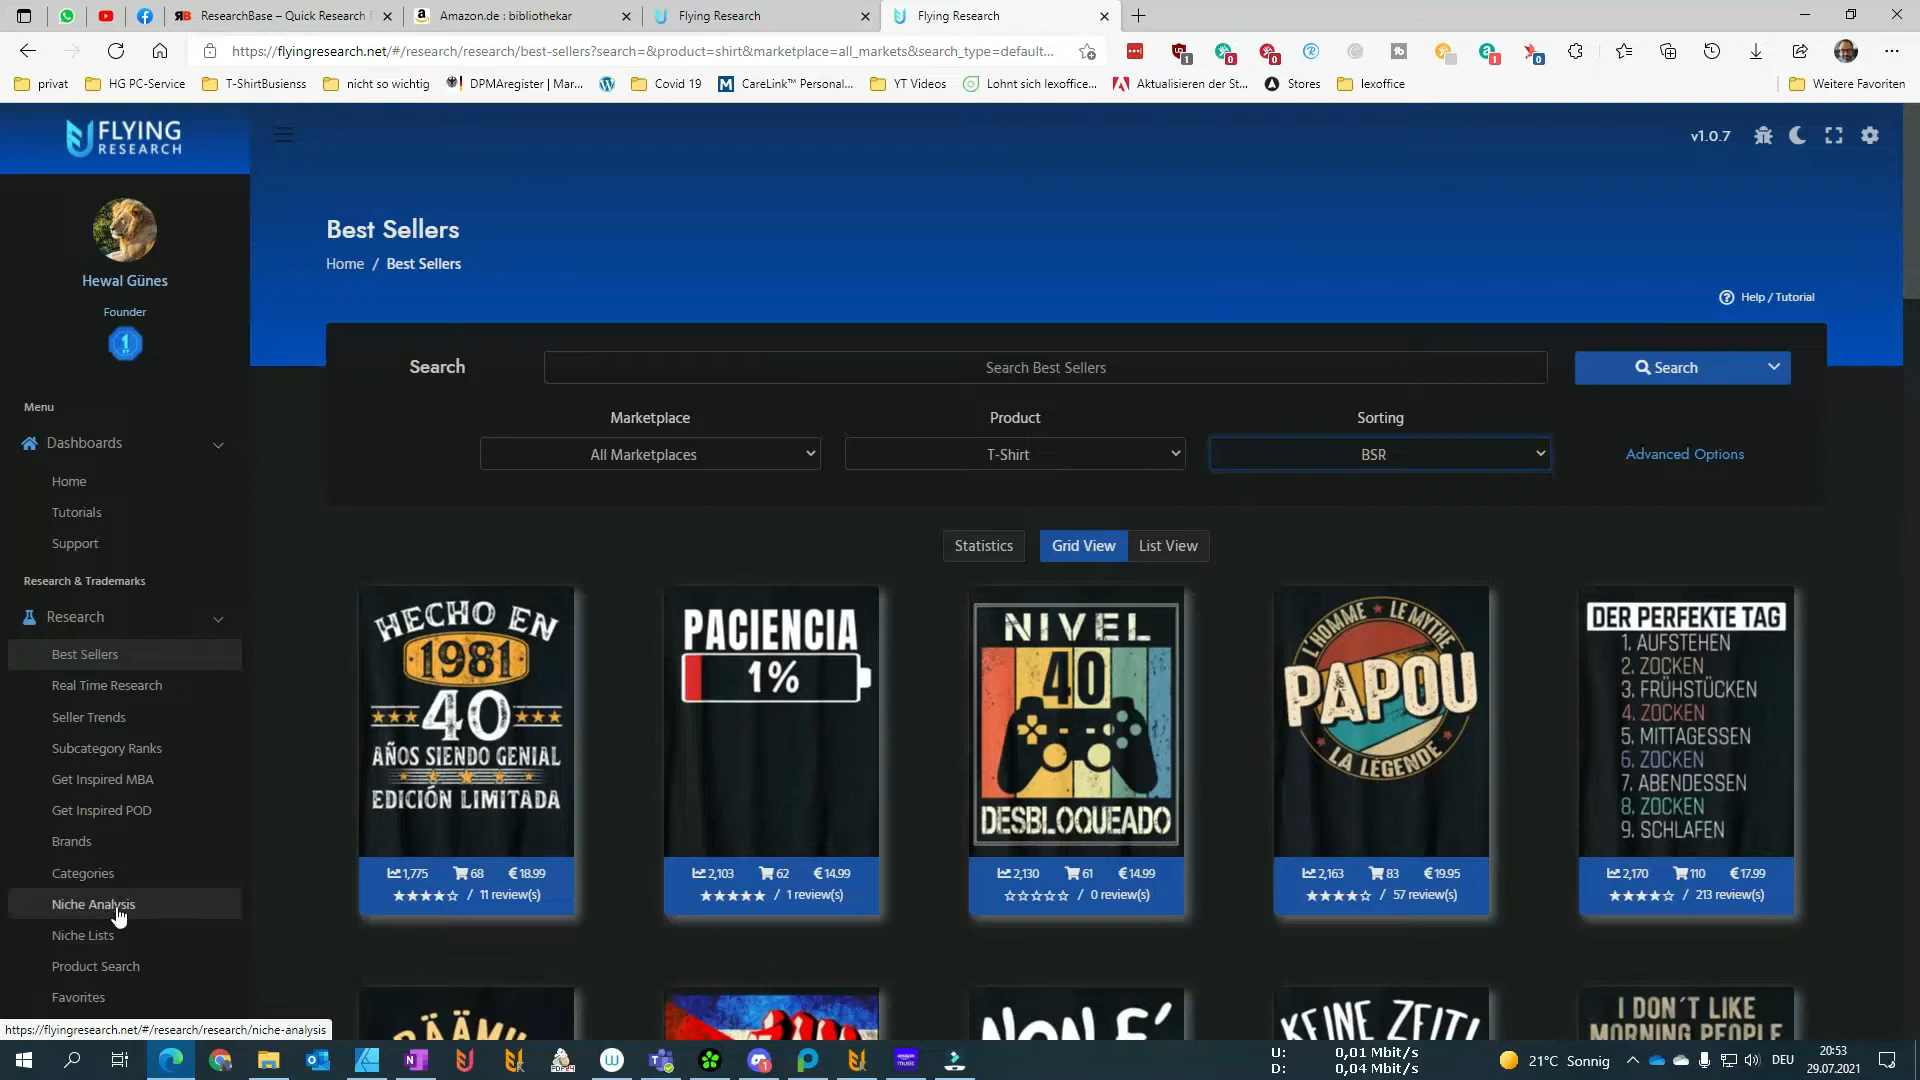 ResearchBase – Quick Research f
Amazon.de : bibliothekar
Flying Research
Flying Research
https://flyingresearch.net/#/research/research/best-sellers?search=&product=shirt&marketplace=all_markets&search_type=default...
privat
HG PC-Service
T-ShirtBusienss
nicht so wichtig
DPMAregister | Mar...
Covid 19
CareLink™ Personal...
YT Videos
Lohnt sich lexoffice...
Aktualisieren der St...
Stores
lexoffice
Weitere Favoriten
FLYING
RESEARCH
v1.0.7
Hewal Günes
Founder
1
Best Sellers
Home / Best Sellers
Help / Tutorial
Search
Search Best Sellers
Search
Marketplace
Product
Sorting
All Marketplaces
T-Shirt
BSR
Advanced Options
Menu
Dashboards
Home
Tutorials
Support
Research & Trademarks
Research
Best Sellers
Real Time Research
Seller Trends
Subcategory Ranks
Get Inspired MBA
Get Inspired POD
Brands
Categories
Niche Analysis
Niche Lists
Product Search
Favorites
Statistics
Grid View
List View
HECHO EN
1981
40
AÑOS SIENDO GENIAL
EDICIÓN LIMITADA
1,775 68 €18.99
/ 11 review(s)
PACIENCIA
1%
2,103 62 €14.99
/ 1 review(s)
NIVEL
40
DESBLOQUEADO
2,130 61 €14.99
/ 0 review(s)
L'HOMME ★ LE MYTHE
PAPOU
LA LÉGENDE
2,163 83 €19.95
/ 57 review(s)
DER PERFEKTE TAG
1. AUFSTEHEN
2. ZOCKEN
3. FRÜHSTÜCKEN
4. ZOCKEN
5. MITTAGESSEN
6. ZOCKEN
7. ABENDESSEN
8. ZOCKEN
9. SCHLAFEN
2,170 110 €17.99
/ 213 review(s)
KEINE ZEIT!
I DON´T LIKE
MORNING PEOPLE
https://flyingresearch.net/#/research/research/niche-analysis
U: 0,01 Mbit/s
D: 0,04 Mbit/s
21°C Sonnig
DEU
20:53
29.07.2021